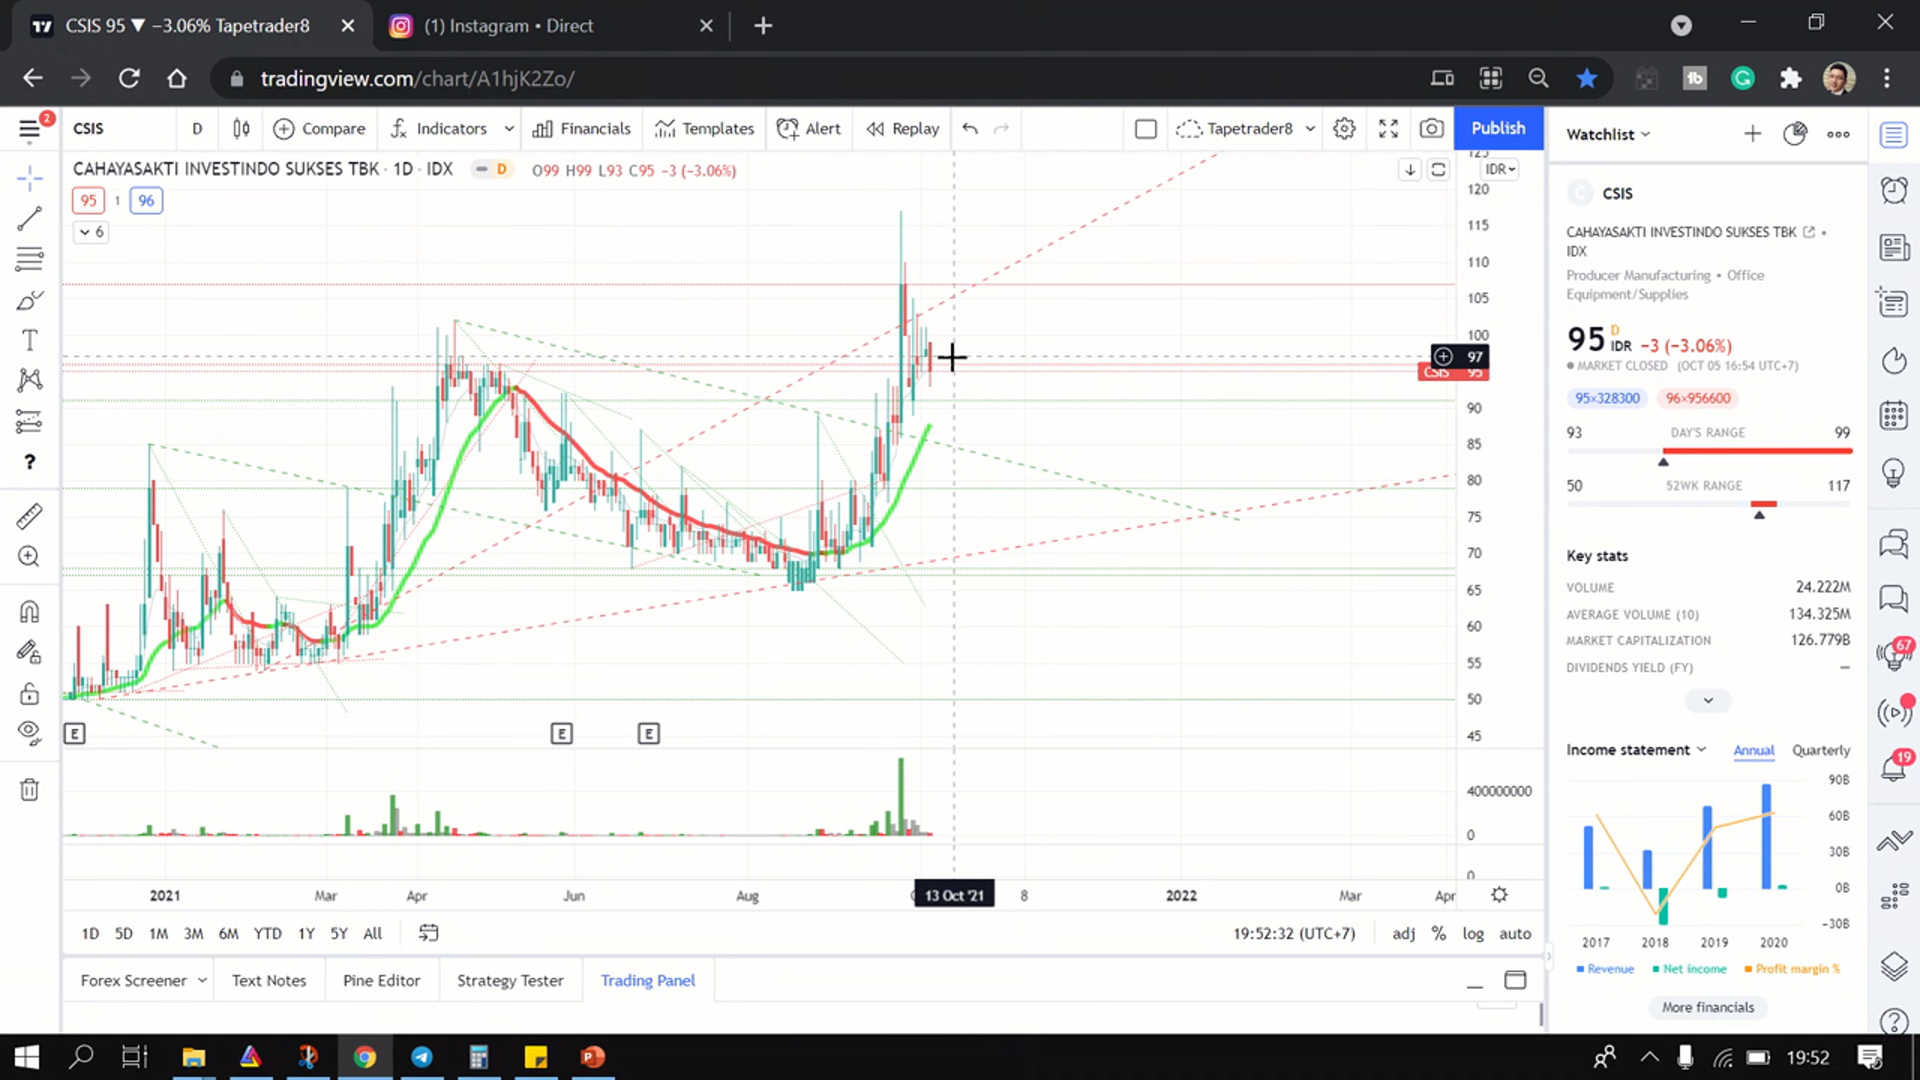 CSIS 95 ▼ −3.06% Tapetrader8
(1) Instagram • Direct
tradingview.com/chart/A1hjK2Zo/
2
CSIS
D
Compare
Indicators
Financials
Templates
Alert
Replay
Tapetrader8
Publish
Watchlist
CAHAYASAKTI INVESTINDO SUKSES TBK · 1D · IDX
D
O99 H99 L93 C95 −3 (−3.06%)
IDR
95
1
96
6
125
120
115
110
105
100
97
CSIS 95
90
85
80
75
70
65
60
55
50
45
E
E
E
400000000
0
0
2021
Mar
Apr
Jun
Aug
13 Oct '21
8
2022
Mar
Apr
1D
5D
1M
3M
6M
YTD
1Y
5Y
All
19:52:32 (UTC+7)
adj
%
log
auto
Forex Screener
Text Notes
Pine Editor
Strategy Tester
Trading Panel
CSIS
CAHAYASAKTI INVESTINDO SUKSES TBK •
IDX
Producer Manufacturing • Office
Equipment/Supplies
95 D IDR −3 (−3.06%)
MARKET CLOSED (OCT 05 16:54 UTC+7)
95×328300
96×956600
93 DAY'S RANGE 99
50 52WK RANGE 117
Key stats
VOLUME 24.222M
AVERAGE VOLUME (10) 134.325M
MARKET CAPITALIZATION 126.779B
DIVIDENDS YIELD (FY) —
Income statement
Annual
Quarterly
90B
60B
30B
0B
−30B
2017
2018
2019
2020
Revenue
Net income
Profit margin %
More financials
67
19
19:52